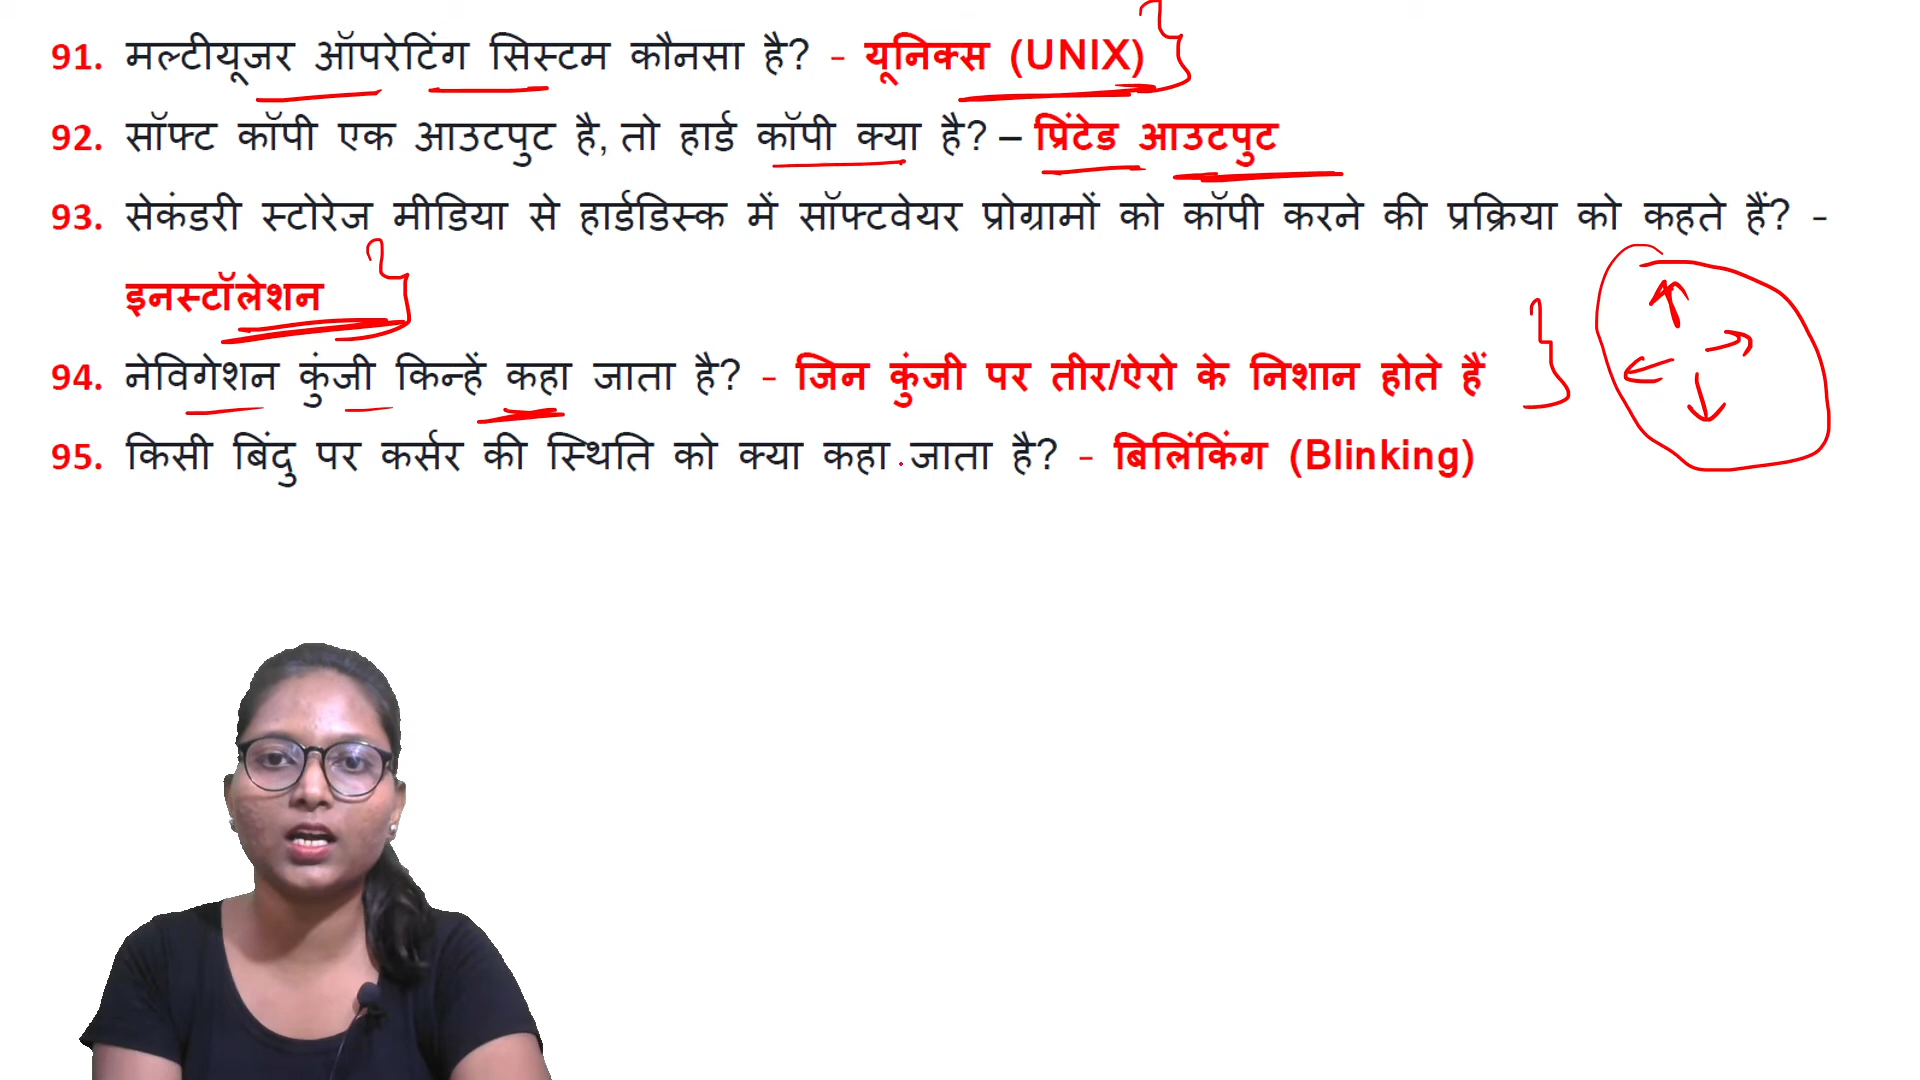 91. मल्टीयूजर ऑपरेटिंग सिस्टम कौनसा है? - यूनिक्स (UNIX)
92. सॉफ्ट कॉपी एक आउटपुट है, तो हार्ड कॉपी क्या है? – प्रिंटेड आउटपुट
93. सेकंडरी स्टोरेज मीडिया से हार्डडिस्क में सॉफ्टवेयर प्रोग्रामों को कॉपी करने की प्रक्रिया को कहते हैं? -
इनस्टॉलेशन
94. नेविगेशन कुंजी किन्हें कहा जाता है? - जिन कुंजी पर तीर/ऐरो के निशान होते हैं
95. किसी बिंदु पर कर्सर की स्थिति को क्या कहा जाता है? - बिलिंकिंग (Blinking)